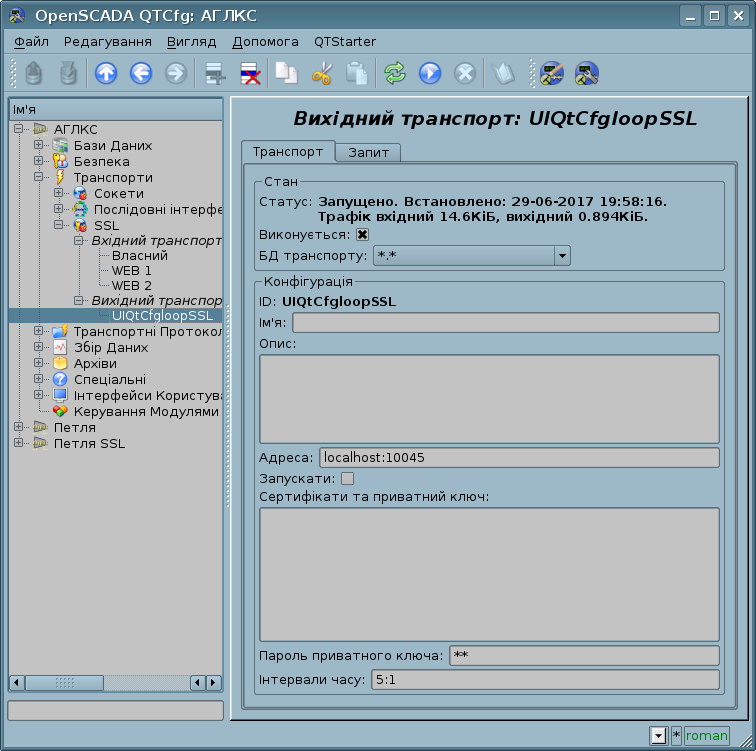 OpenSCADA QTCfg: АГЛКС
Файл Редагування Вигляд Допомога QTStarter
Ім'я
АГЛКС
Бази Даних
Безпека
Транспорти
Сокети
Послідовні інтерфе
SSL
Вхідний транспорт
Власний
WEB 1
WEB 2
Вихідний транспор
UIQtCfgloopSSL
Транспортні Протокол
Збір Даних
Архіви
Спеціальні
Інтерфейси Користува
Керування Модулями
Петля
Петля SSL
Вихідний транспорт: UIQtCfgloopSSL
Транспорт Запит
Стан
Статус: Запущено. Встановлено: 29-06-2017 19:58:16.
Трафік вхідний 14.6КіБ, вихідний 0.894КіБ.
Виконується:
БД транспорту: *.*
Конфігурація
ID: UIQtCfgloopSSL
Ім'я:
Опис:
Адреса: localhost:10045
Запускати:
Сертифікати та приватний ключ:
Пароль приватного ключа: **
Інтервали часу: 5:1
* roman